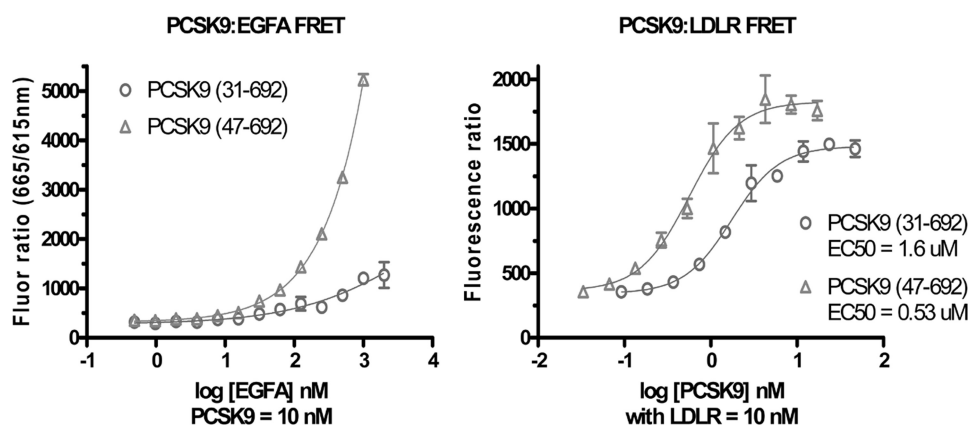 PCSK9:EGFA FRET
Fluor ratio (665/615nm)
5000
4000
3000
2000
1000
0
PCSK9 (31-692)
PCSK9 (47-692)
-1
0
1
2
3
4
log [EGFA] nM
PCSK9 = 10 nM
PCSK9:LDLR FRET
Fluorescence ratio
2000
1500
1000
500
0
PCSK9 (31-692)
EC50 = 1.6 uM
PCSK9 (47-692)
EC50 = 0.53 uM
-2
-1
0
1
2
log [PCSK9] nM
with LDLR = 10 nM